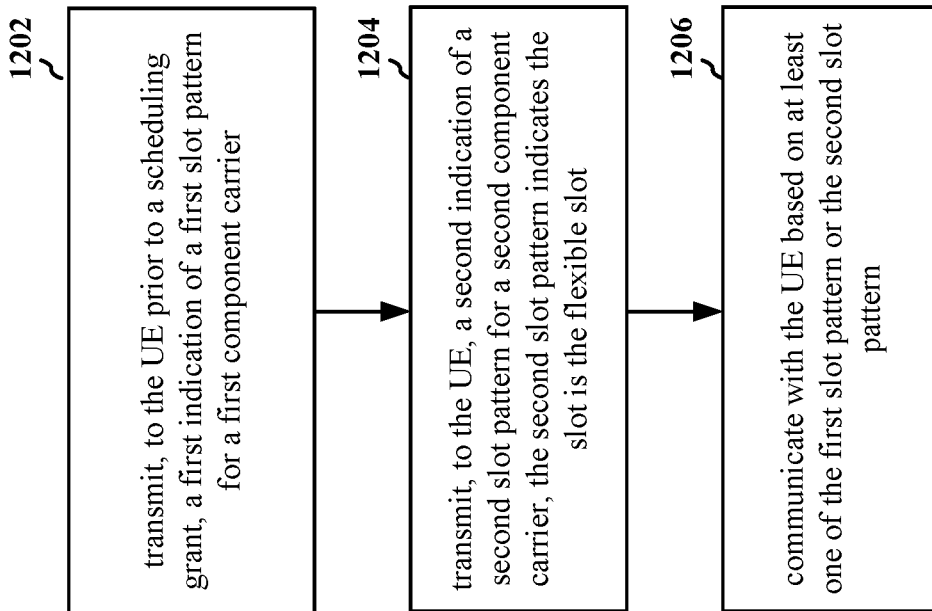 1202
transmit, to the UE prior to a scheduling
grant, a first indication of a first slot pattern
for a first component carrier
1204
transmit, to the UE, a second indication of a
second slot pattern for a second component
carrier, the second slot pattern indicates the
slot is the flexible slot
1206
communicate with the UE based on at least
one of the first slot pattern or the second slot
pattern